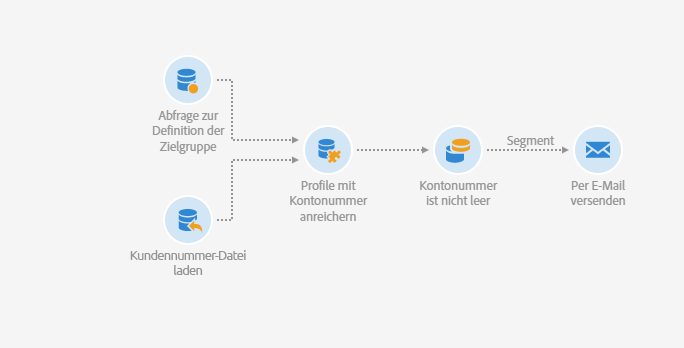 Abfrage zur
Definition der
Zielgruppe
Kundennummer-Datei
laden
Profile mit
Kontonummer
anreichern
Kontonummer
ist nicht leer
Segment
Per E-Mail
versenden